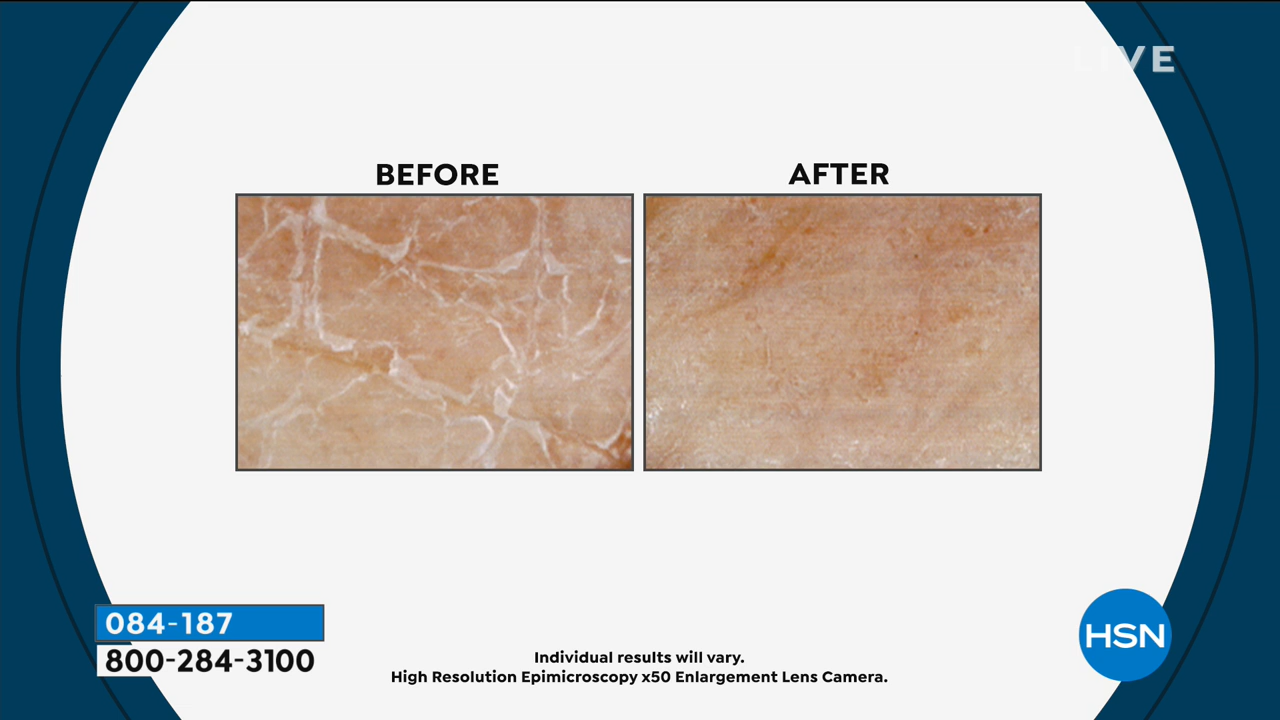 LIVE
BEFORE
AFTER
084-187
800-284-3100
Individual results will vary.
High Resolution Epimicroscopy x50 Enlargement Lens Camera.
HSN